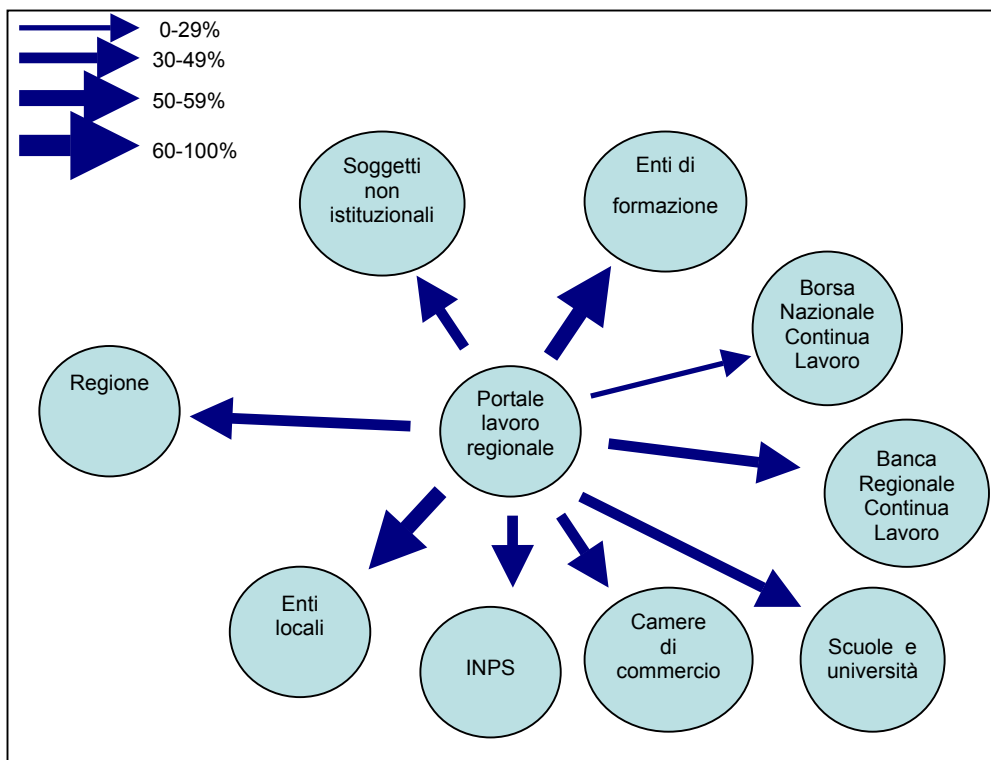 0-29%
30-49%
50-59%
60-100%
Soggetti
non
istituzionali
Enti di
formazione
Borsa
Nazionale
Continua
Lavoro
Regione
Portale
lavoro
regionale
Banca
Regionale
Continua
Lavoro
Enti
locali
INPS
Camere
di
commercio
Scuole e
università